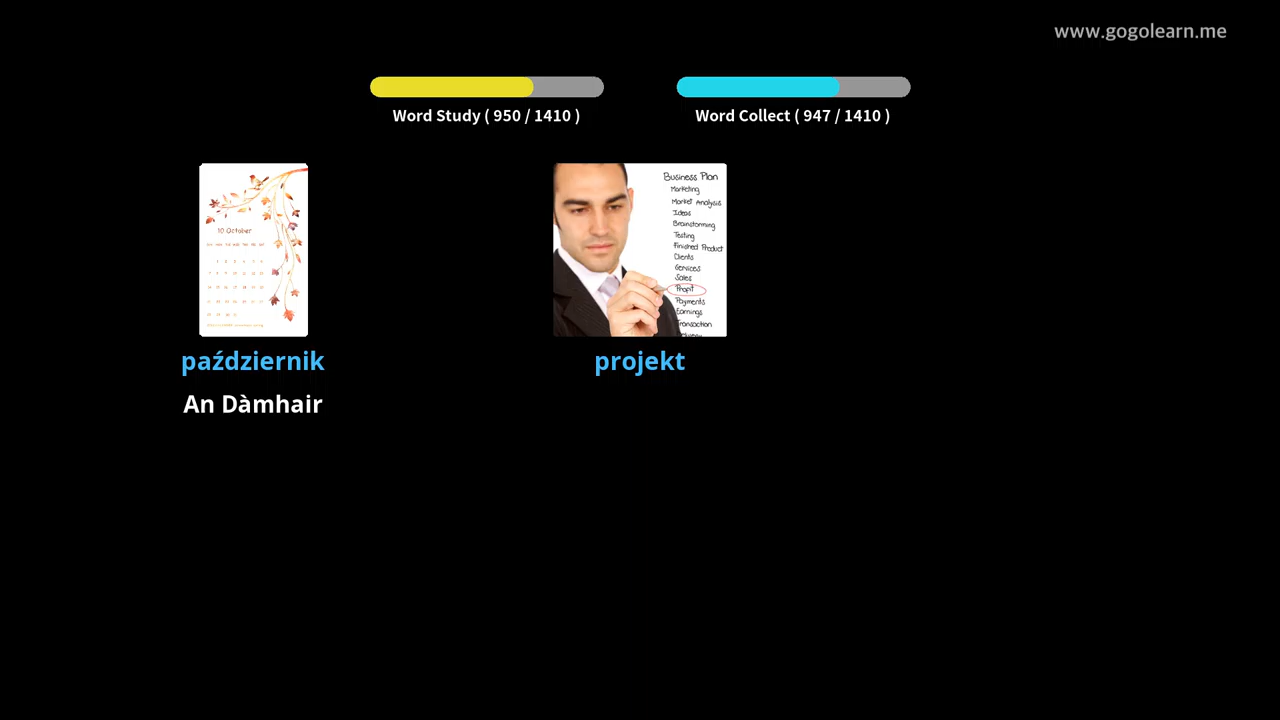 www.gogolearn.me
Word Study ( 950 / 1410 )
Word Collect ( 947 / 1410 )
10 October
Business Plan
Marketing
Market Analysis
Ideas
Brainstorming
Testing
Finished Product
Clients
Services
Sales
Profit
Payments
Earnings
Transaction
październik
projekt
An Dàmhair